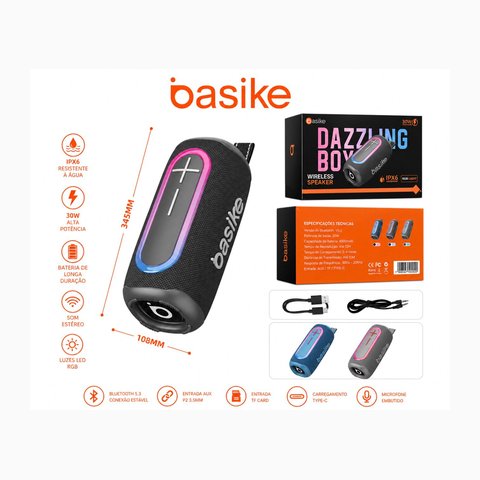 basike
IPX6
RESISTENTE
A ÁGUA
30W
ALTA
POTÊNCIA
BATERIA DE
LONGA
DURAÇÃO
SOM
ESTÉREO
LUZES LED
RGB
345MM
108MM
basike
basike
30W
DAZZLING
BOX
WIRELESS
SPEAKER
IPX6
basike
ESPECIFICAÇÕES TÉCNICAS
BLUETOOTH 5.3
CONEXÃO ESTÁVEL
ENTRADA AUX
P2 3.5MM
ENTRADA
TF CARD
CARREGAMENTO
TYPE-C
MICROFONE
EMBUTIDO